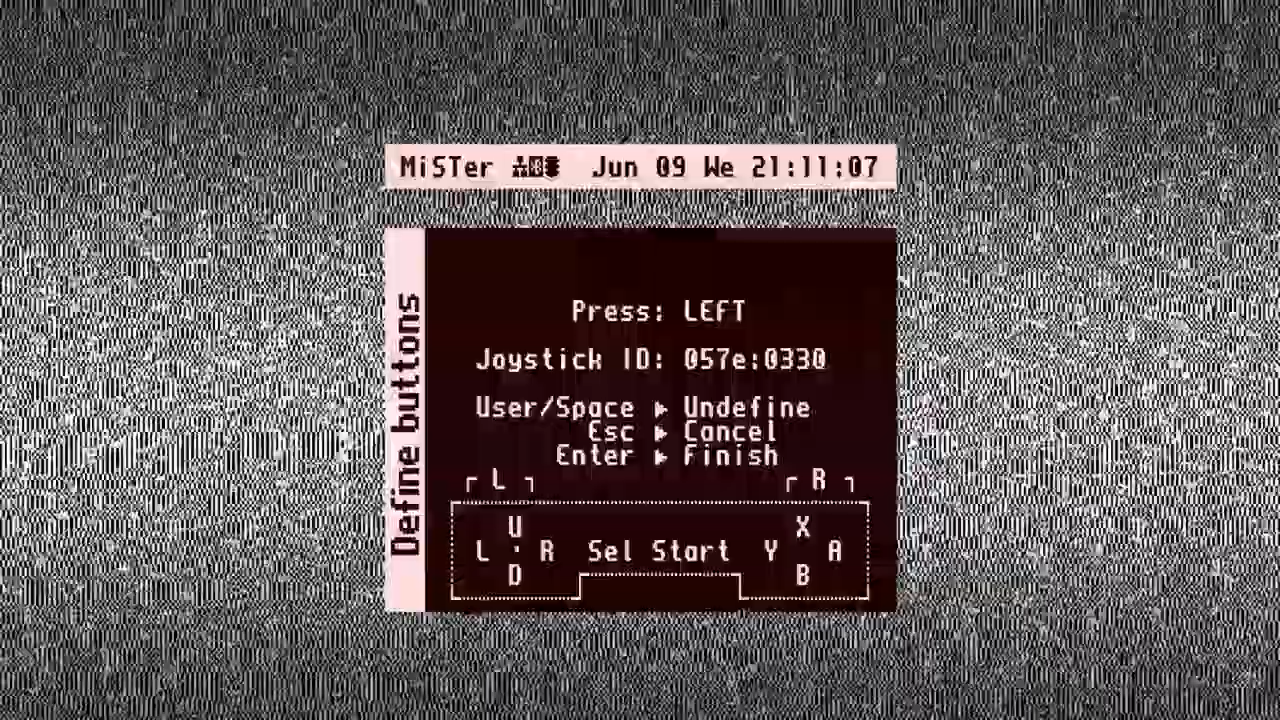 MiSTer Jun 09 We 21:11:07
Define buttons
Press: LEFT
Joystick ID: 057e:0330
User/Space ▸ Undefine
Esc ▸ Cancel
Enter ▸ Finish
L R
U X
L · R Sel Start Y A
D B